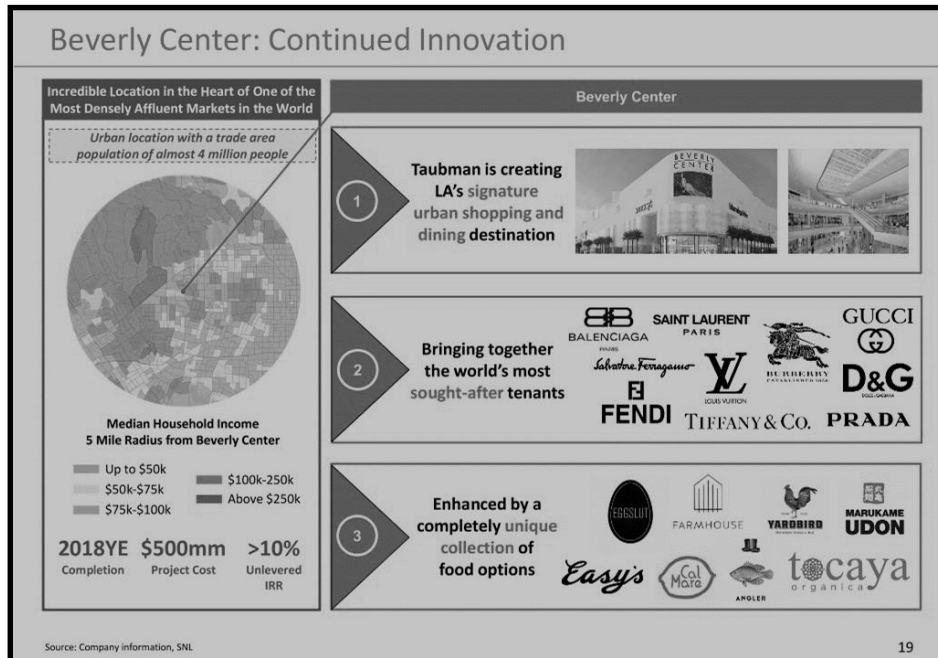 Beverly Center: Continued Innovation
Incredible Location in the Heart of One of the
Most Densely Affluent Markets in the World
Urban location with a trade area
population of almost 4 million people
Median Household Income
5 Mile Radius from Beverly Center
Up to $50k
$50k-$75k
$75k-$100k
$100k-250k
Above $250k
2018YE
Completion
$500mm
Project Cost
>10%
Unlevered
IRR
Beverly Center
1
Taubman is creating
LA's signature
urban shopping and
dining destination
BEVERLY
CENTER
2
Bringing together
the world's most
sought-after tenants
BALENCIAGA
PARIS
SAINT LAURENT
PARIS
BURBERRY
ESTABLISHED 1856
GUCCI
Salvatore Ferragamo
LV
LOUIS VUITTON
D&G
DOLCE & GABBANA
FENDI
TIFFANY & CO.
PRADA
3
Enhanced by a
completely unique
collection of
food options
EGGSLUT
FARMHOUSE
YARDBIRD
MARUKAME
UDON
Easy's
Cal
Mare
ANGLER
tocaya
organica
Source: Company information, SNL
19